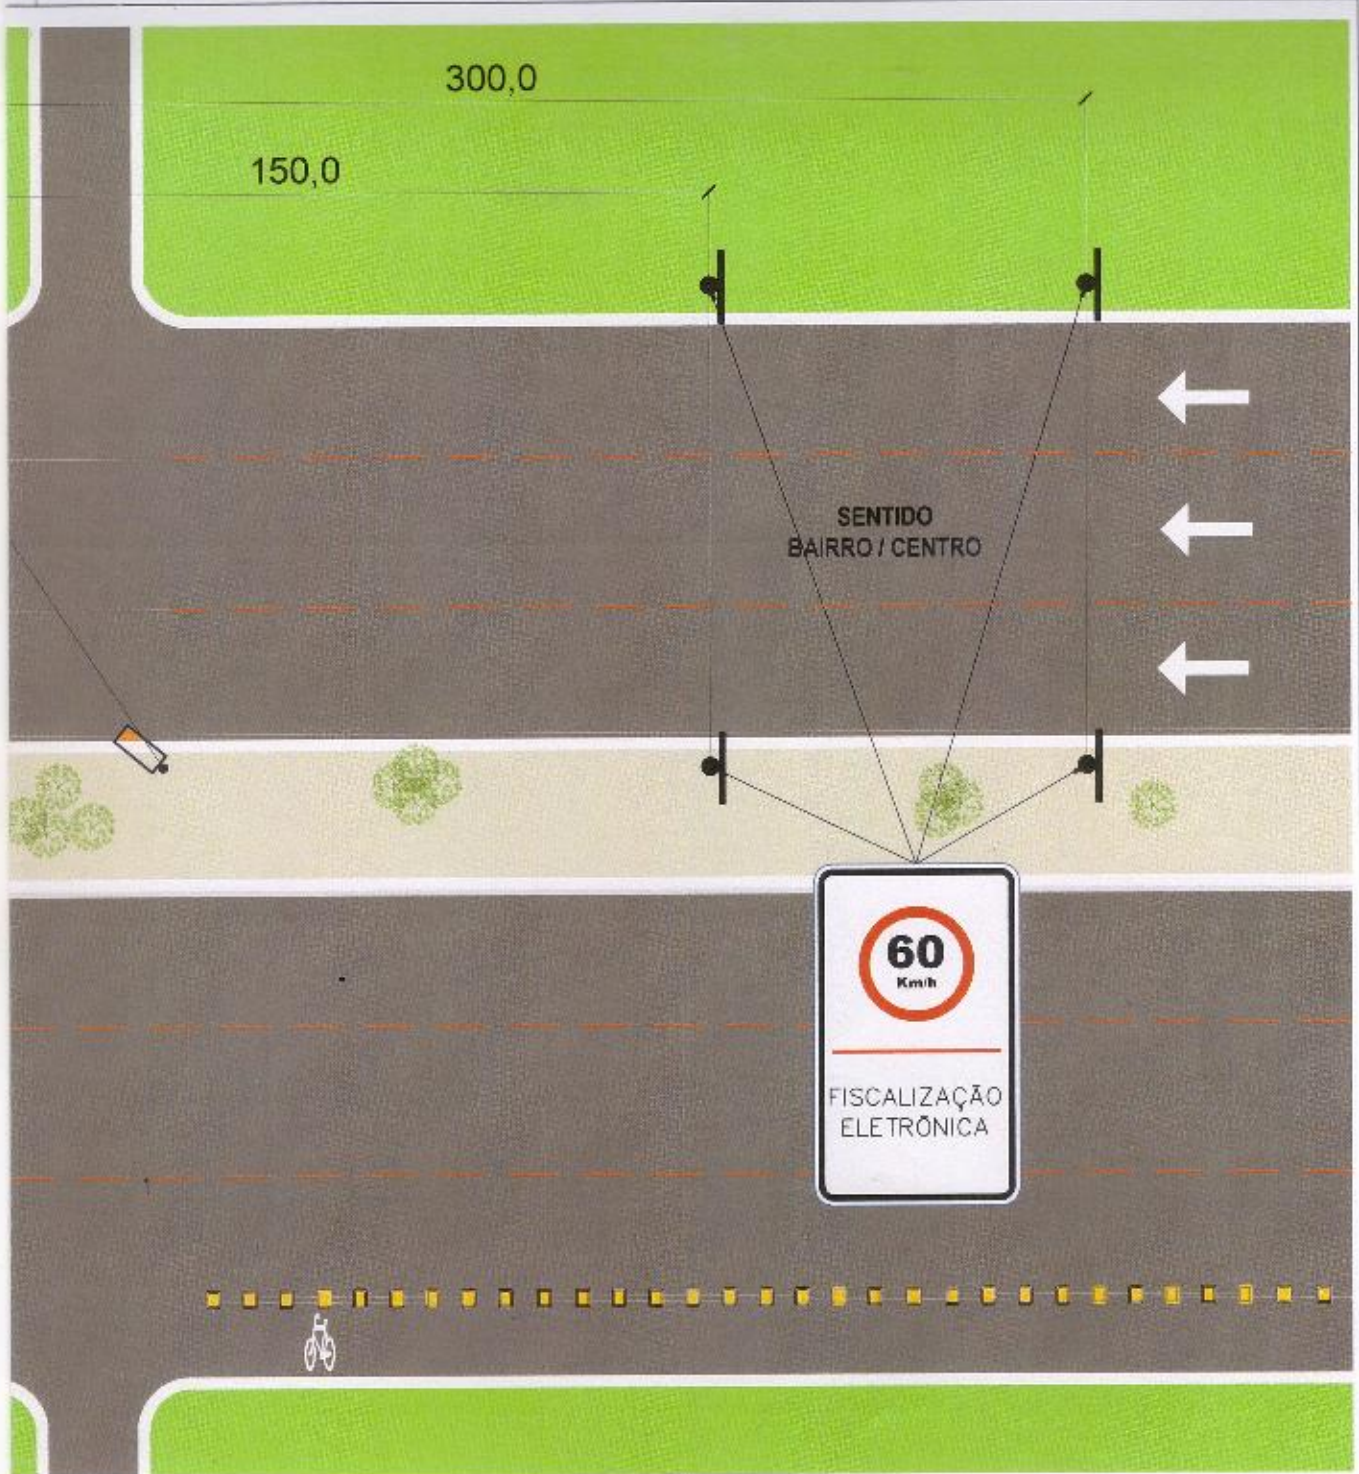 300,0
150,0
SENTIDO
BAIRRO / CENTRO
60
Km/h
FISCALIZAÇÃO
ELETRÔNICA